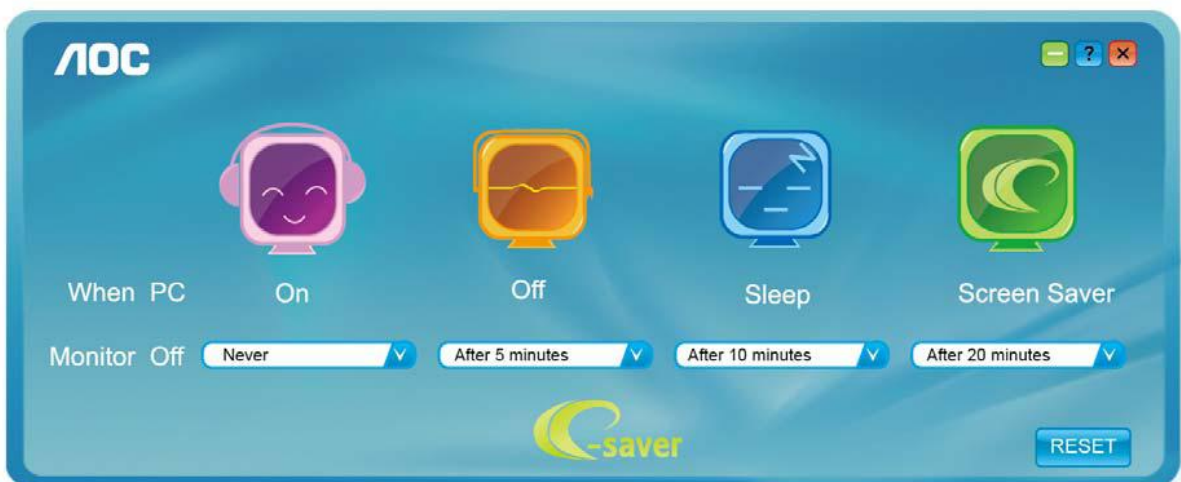 AOC
?
When PC On Off Sleep Screen Saver
Monitor Off Never After 5 minutes After 10 minutes After 20 minutes
e-saver
RESET